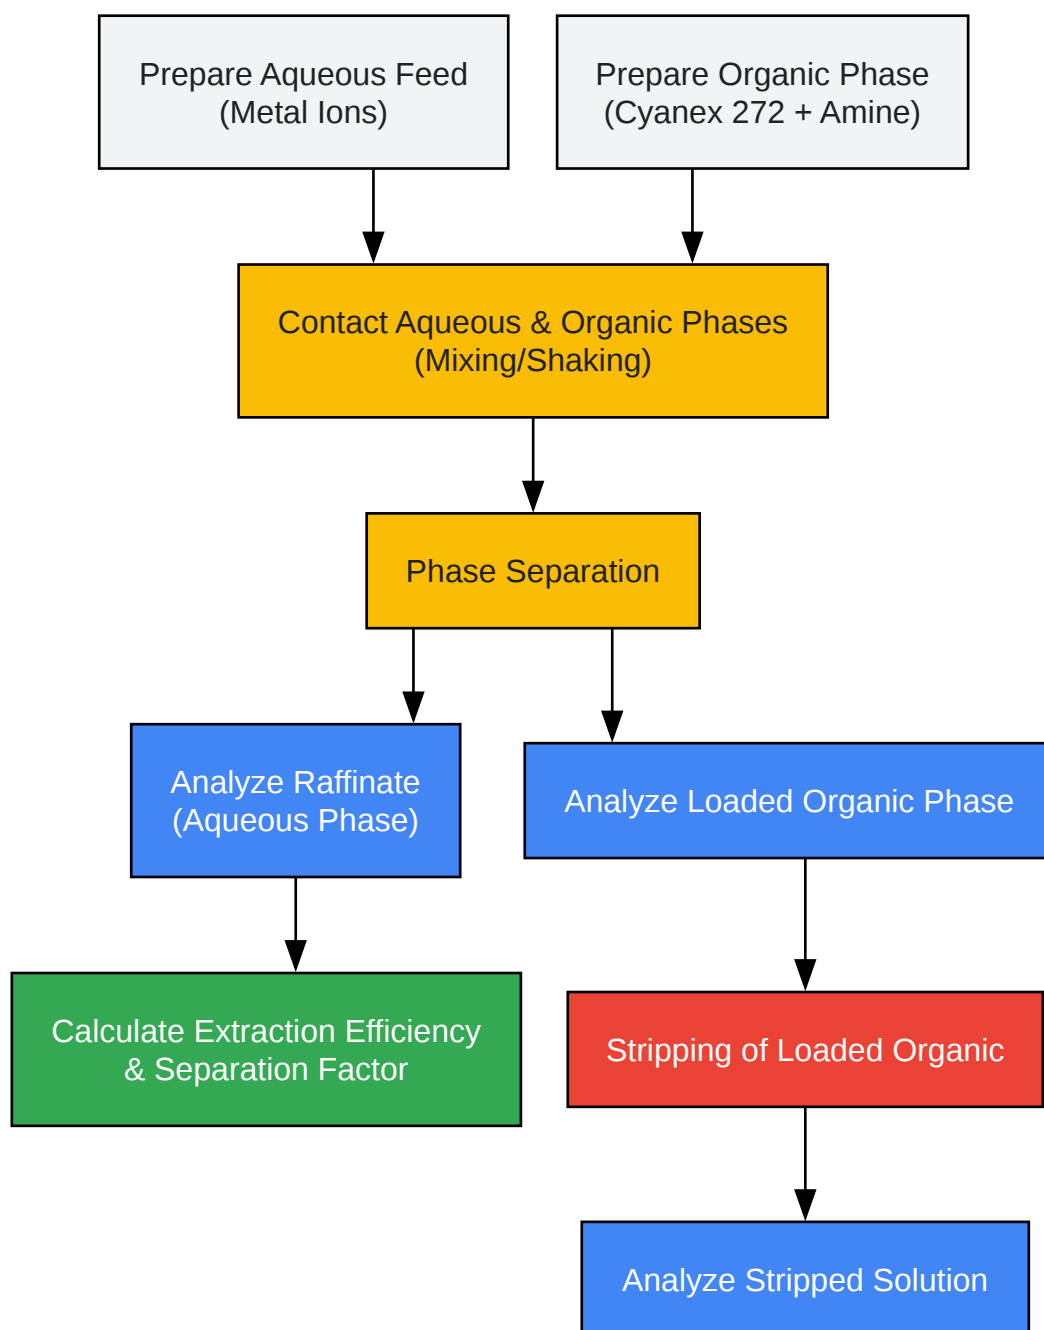 Prepare Aqueous Feed
(Metal Ions)
Prepare Organic Phase
(Cyanex 272 + Amine)
Contact Aqueous & Organic Phases
(Mixing/Shaking)
Phase Separation
Analyze Raffinate
(Aqueous Phase)
Analyze Loaded Organic Phase
Calculate Extraction Efficiency
& Separation Factor
Stripping of Loaded Organic
Analyze Stripped Solution